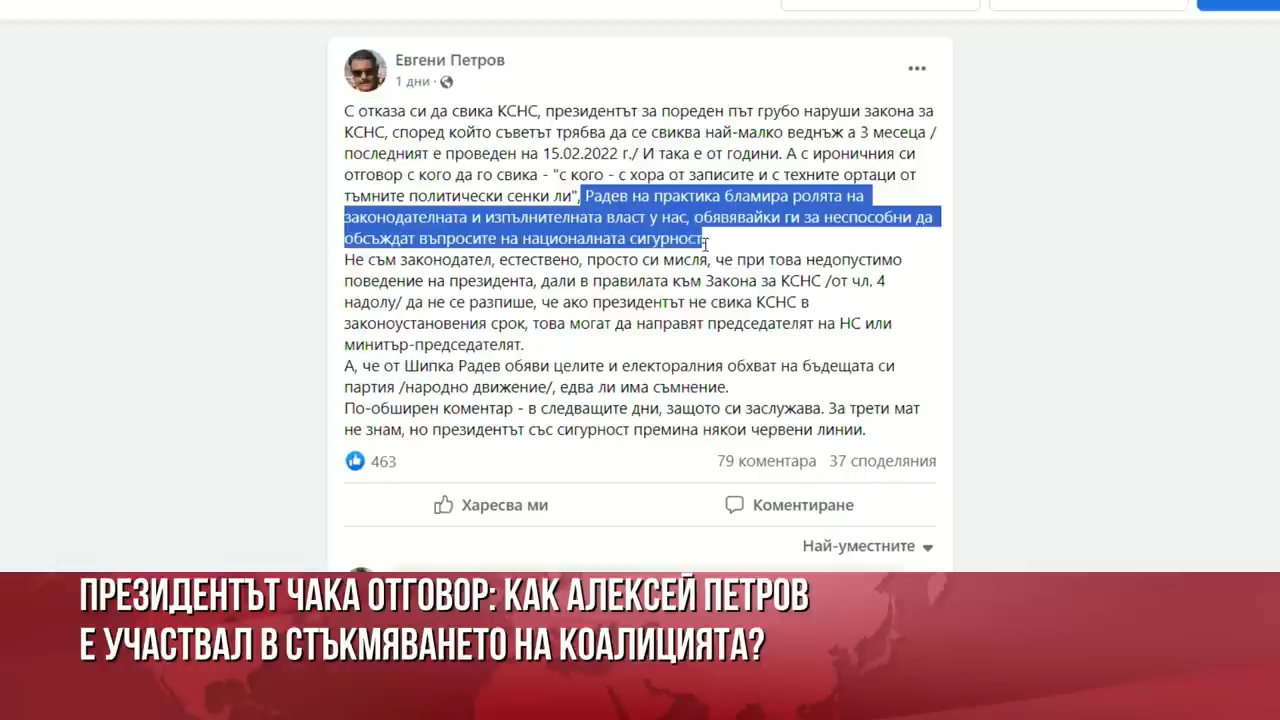 Евгени Петров
1 дни ·
С отказа си да свика КСНС, президентът за пореден път грубо наруши закона за
КСНС, според който съветът трябва да се свиква най-малко веднъж а 3 месеца /
последният е проведен на 15.02.2022 г./ И така е от години. А с ироничния си
отговор с кого да го свика - "с кого - с хора от записите и с техните ортаци от
тъмните политически сенки ли", Радев на практика бламира ролята на
законодателната и изпълнителната власт у нас, обявявайки ги за неспособни да
обсъждат въпросите на националната сигурност.
Не съм законодател, естествено, просто си мисля, че при това недопустимо
поведение на президента, дали в правилата към Закона за КСНС /от чл. 4
надолу/ да не се разпише, че ако президентът не свика КСНС в
законоустановения срок, това могат да направят председателят на НС или
минитър-председателят.
А, че от Шипка Радев обяви целите и електоралния обхват на бъдещата си
партия /народно движение/, едва ли има съмнение.
По-обширен коментар - в следващите дни, защото си заслужава. За трети мат
не знам, но президентът със сигурност премина някои червени линии.
463 79 коментара 37 споделяния
Харесва ми Коментиране
Най-уместните
ПРЕЗИДЕНТЪТ ЧАКА ОТГОВОР: КАК АЛЕКСЕЙ ПЕТРОВ
Е УЧАСТВАЛ В СТЪКМЯВАНЕТО НА КОАЛИЦИЯТА?